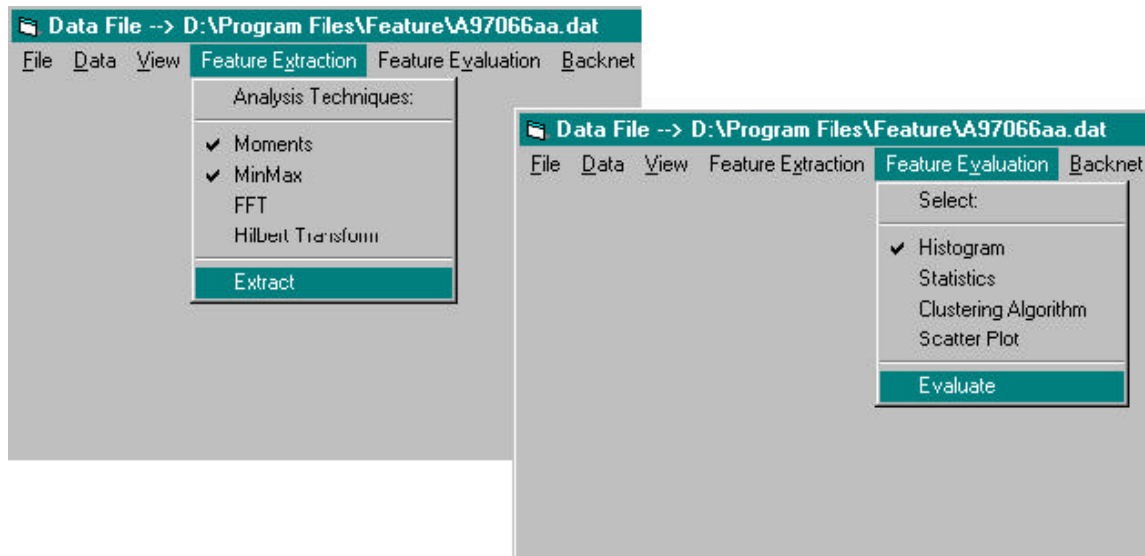 Data File --> D:\Program Files\Feature\A97066aa.dat
File Data View Feature Extraction Feature Evaluation Backnet
Analysis Techniques:
Moments
MinMax
FFT
Hilbert Transform
Extract
Data File --> D:\Program Files\Feature\A97066aa.dat
File Data View Feature Extraction Feature Evaluation Backnet
Select:
Histogram
Statistics
Clustering Algorithm
Scatter Plot
Evaluate